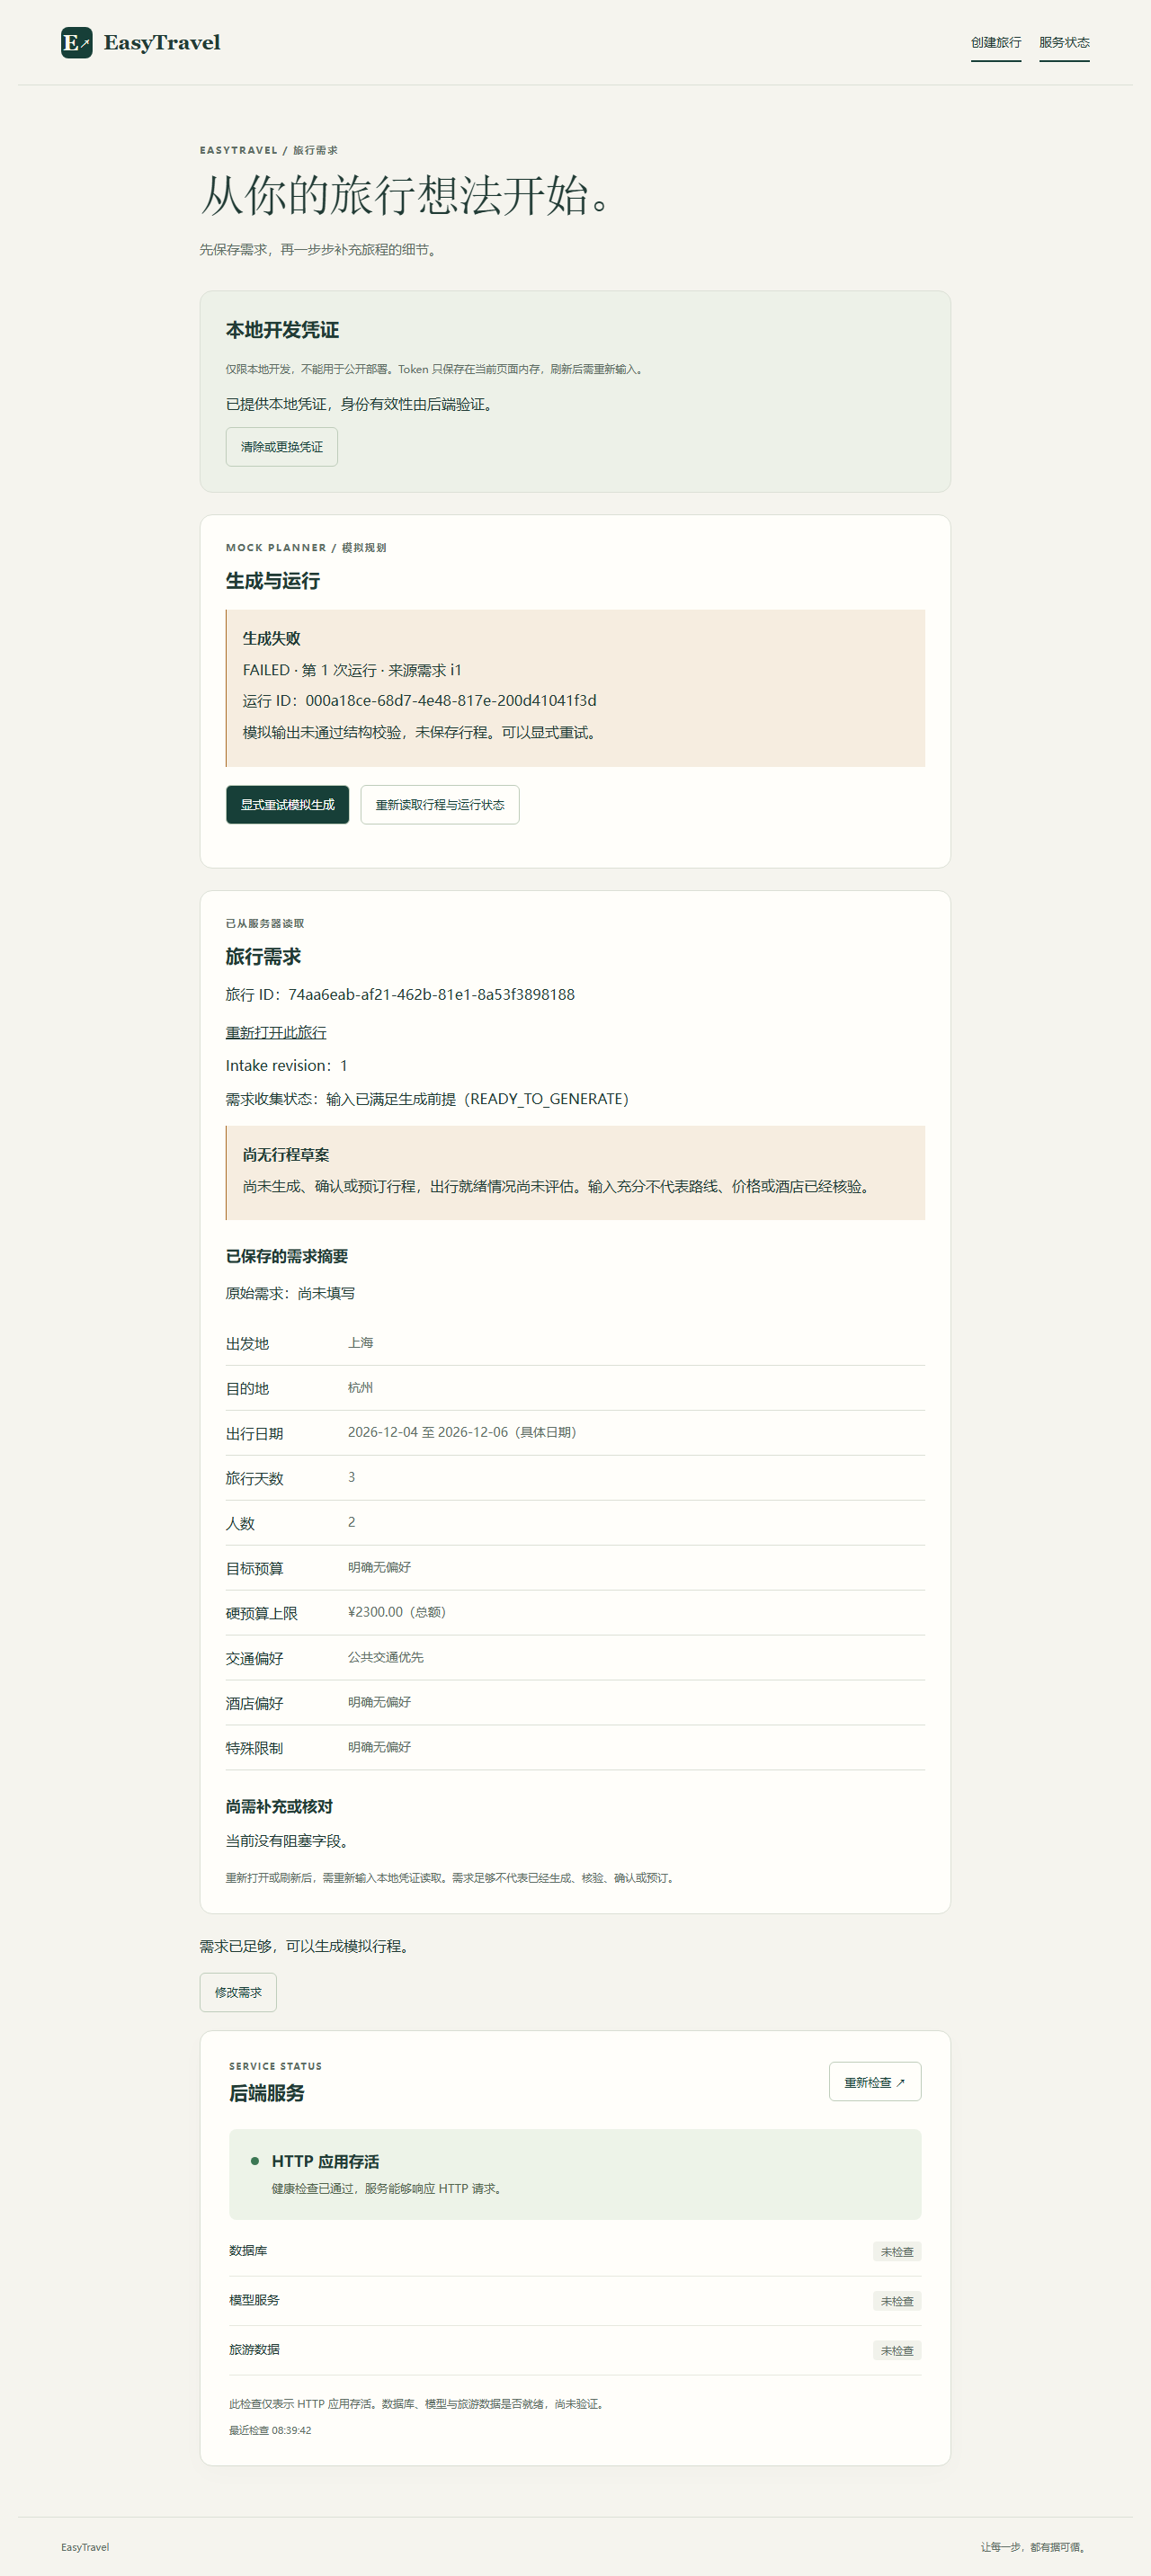 E↗ EasyTravel
创建旅行 服务状态
EASYTRAVEL / 旅行需求
从你的旅行想法开始。
先保存需求，再一步步补充旅程的细节。
本地开发凭证
仅限本地开发，不能用于公开部署。Token 只保存在当前页面内存，刷新后需重新输入。
已提供本地凭证，身份有效性由后端验证。
清除或更换凭证
MOCK PLANNER / 模拟规划
生成与运行
生成失败
FAILED · 第 1 次运行 · 来源需求 i1
运行 ID：000a18ce-68d7-4e48-817e-200d41041f3d
模拟输出未通过结构校验，未保存行程。可以显式重试。
显式重试模拟生成 重新读取行程与运行状态
已从服务器读取
旅行需求
旅行 ID：74aa6eab-af21-462b-81e1-8a53f3898188
重新打开此旅行
Intake revision：1
需求收集状态：输入已满足生成前提（READY_TO_GENERATE）
尚无行程草案
尚未生成、确认或预订行程，出行就绪情况尚未评估。输入充分不代表路线、价格或酒店已经核验。
已保存的需求摘要
原始需求：尚未填写
出发地 上海
目的地 杭州
出行日期 2026-12-04 至 2026-12-06（具体日期）
旅行天数 3
人数 2
目标预算 明确无偏好
硬预算上限 ¥2300.00（总额）
交通偏好 公共交通优先
酒店偏好 明确无偏好
特殊限制 明确无偏好
尚需补充或核对
当前没有阻塞字段。
重新打开或刷新后，需重新输入本地凭证读取。需求足够不代表已经生成、核验、确认或预订。
需求已足够，可以生成模拟行程。
修改需求
SERVICE STATUS
后端服务
重新检查 ↗
HTTP 应用存活
健康检查已通过，服务能够响应 HTTP 请求。
数据库 未检查
模型服务 未检查
旅游数据 未检查
此检查仅表示 HTTP 应用存活。数据库、模型与旅游数据是否就绪，尚未验证。
最近检查 08:39:42
EasyTravel
让每一步，都有据可循。